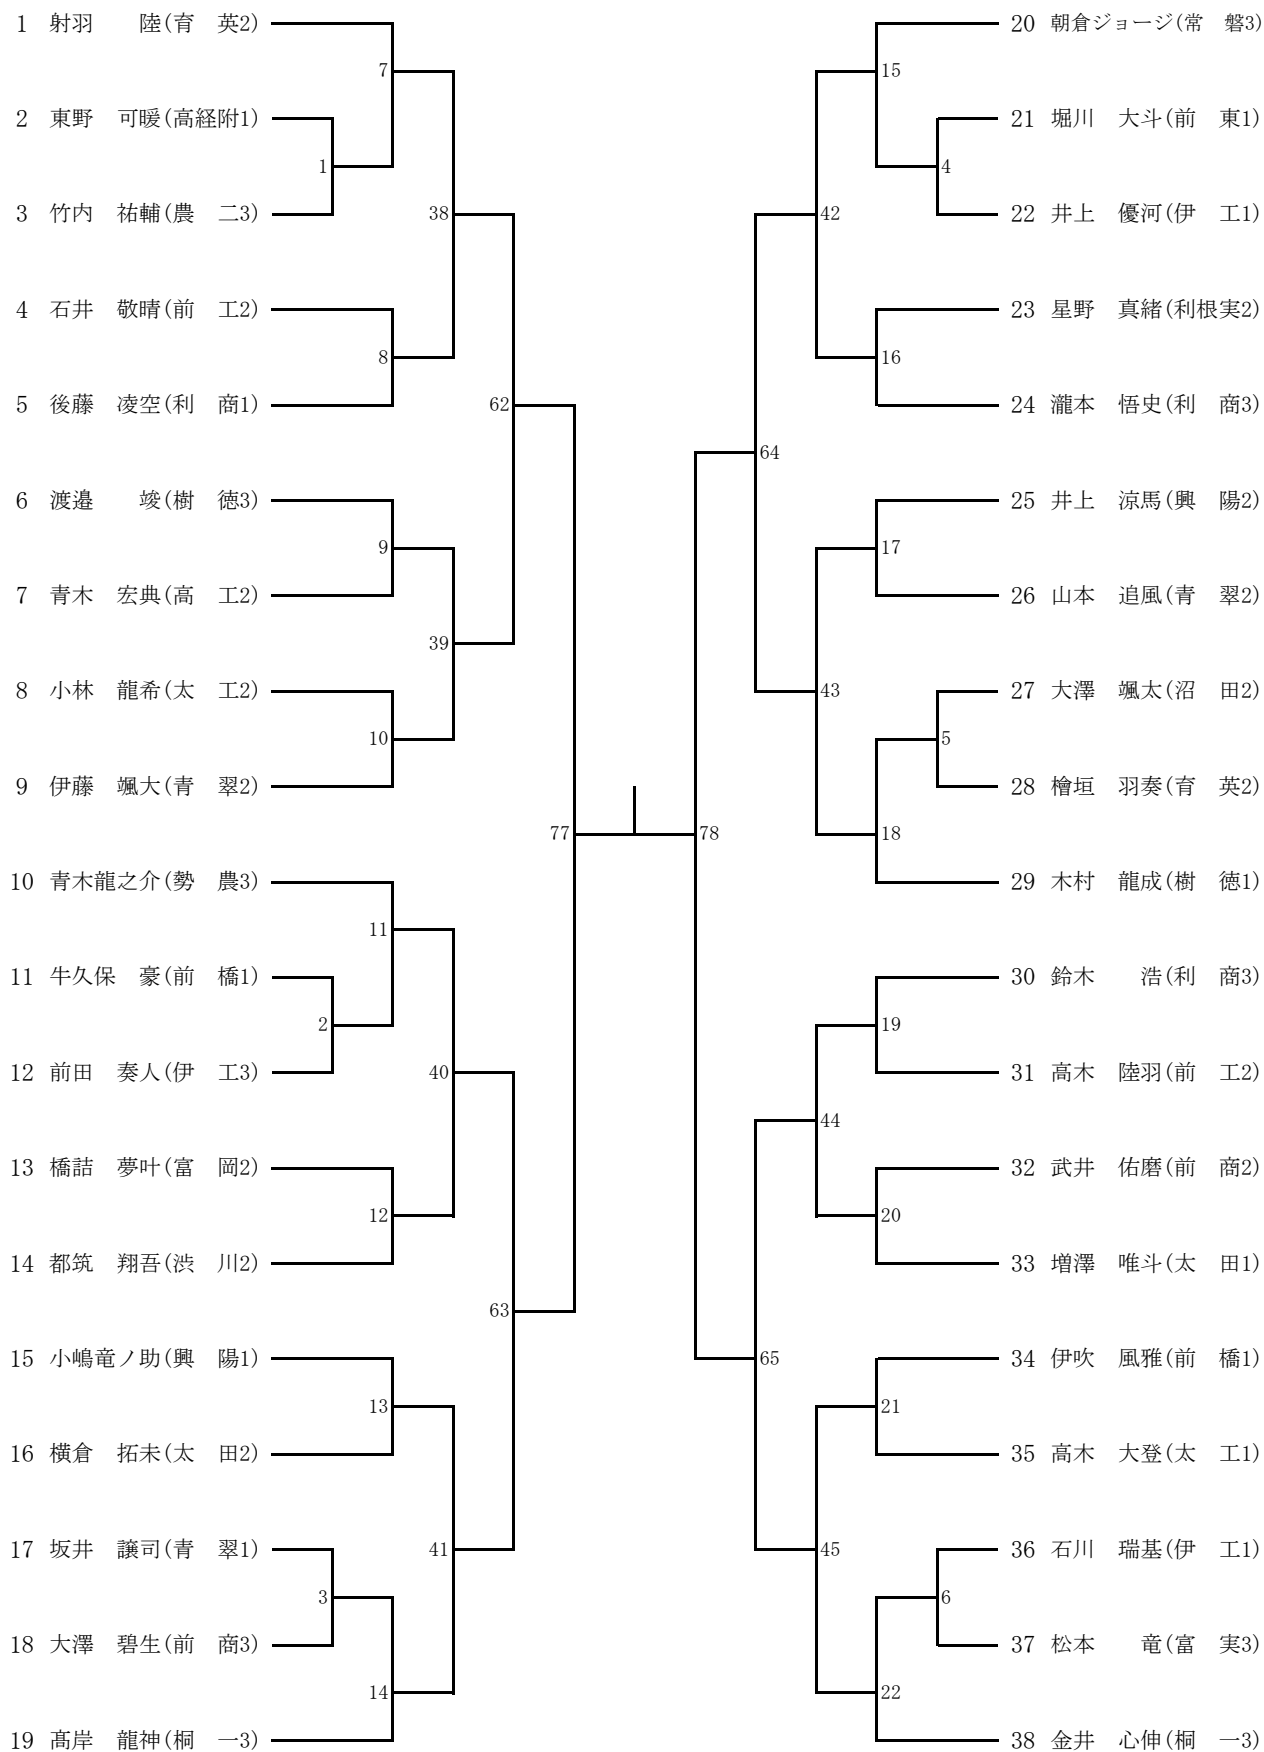 1 射羽　　陸(育　英2)
2 東野　可暖(高経附1)
3 竹内　祐輔(農　二3)
4 石井　敬晴(前　工2)
5 後藤　凌空(利　商1)
6 渡邉　　竣(樹　徳3)
7 青木　宏典(高　工2)
8 小林　龍希(太　工2)
9 伊藤　颯大(青　翠2)
10 青木龍之介(勢　農3)
11 牛久保　豪(前　橋1)
12 前田　奏人(伊　工3)
13 橋詰　夢叶(富　岡2)
14 都筑　翔吾(渋　川2)
15 小嶋竜ノ助(興　陽1)
16 横倉　拓未(太　田2)
17 坂井　譲司(青　翠1)
18 大澤　碧生(前　商3)
19 髙岸　龍神(桐　一3)
7
1
38
8
62
9
39
10
77
11
2
40
12
63
13
41
3
14
20 朝倉ジョージ(常　磐3)
21 堀川　大斗(前　東1)
22 井上　優河(伊　工1)
23 星野　真緒(利根実2)
24 瀧本　悟史(利　商3)
25 井上　涼馬(興　陽2)
26 山本　追風(青　翠2)
27 大澤　颯太(沼　田2)
28 檜垣　羽奏(育　英2)
29 木村　龍成(樹　徳1)
30 鈴木　　浩(利　商3)
31 高木　陸羽(前　工2)
32 武井　佑磨(前　商2)
33 増澤　唯斗(太　田1)
34 伊吹　風雅(前　橋1)
35 高木　大登(太　工1)
36 石川　瑞基(伊　工1)
37 松本　　竜(富　実3)
38 金井　心伸(桐　一3)
15
4
42
16
64
17
43
5
18
78
19
44
20
65
21
45
6
22